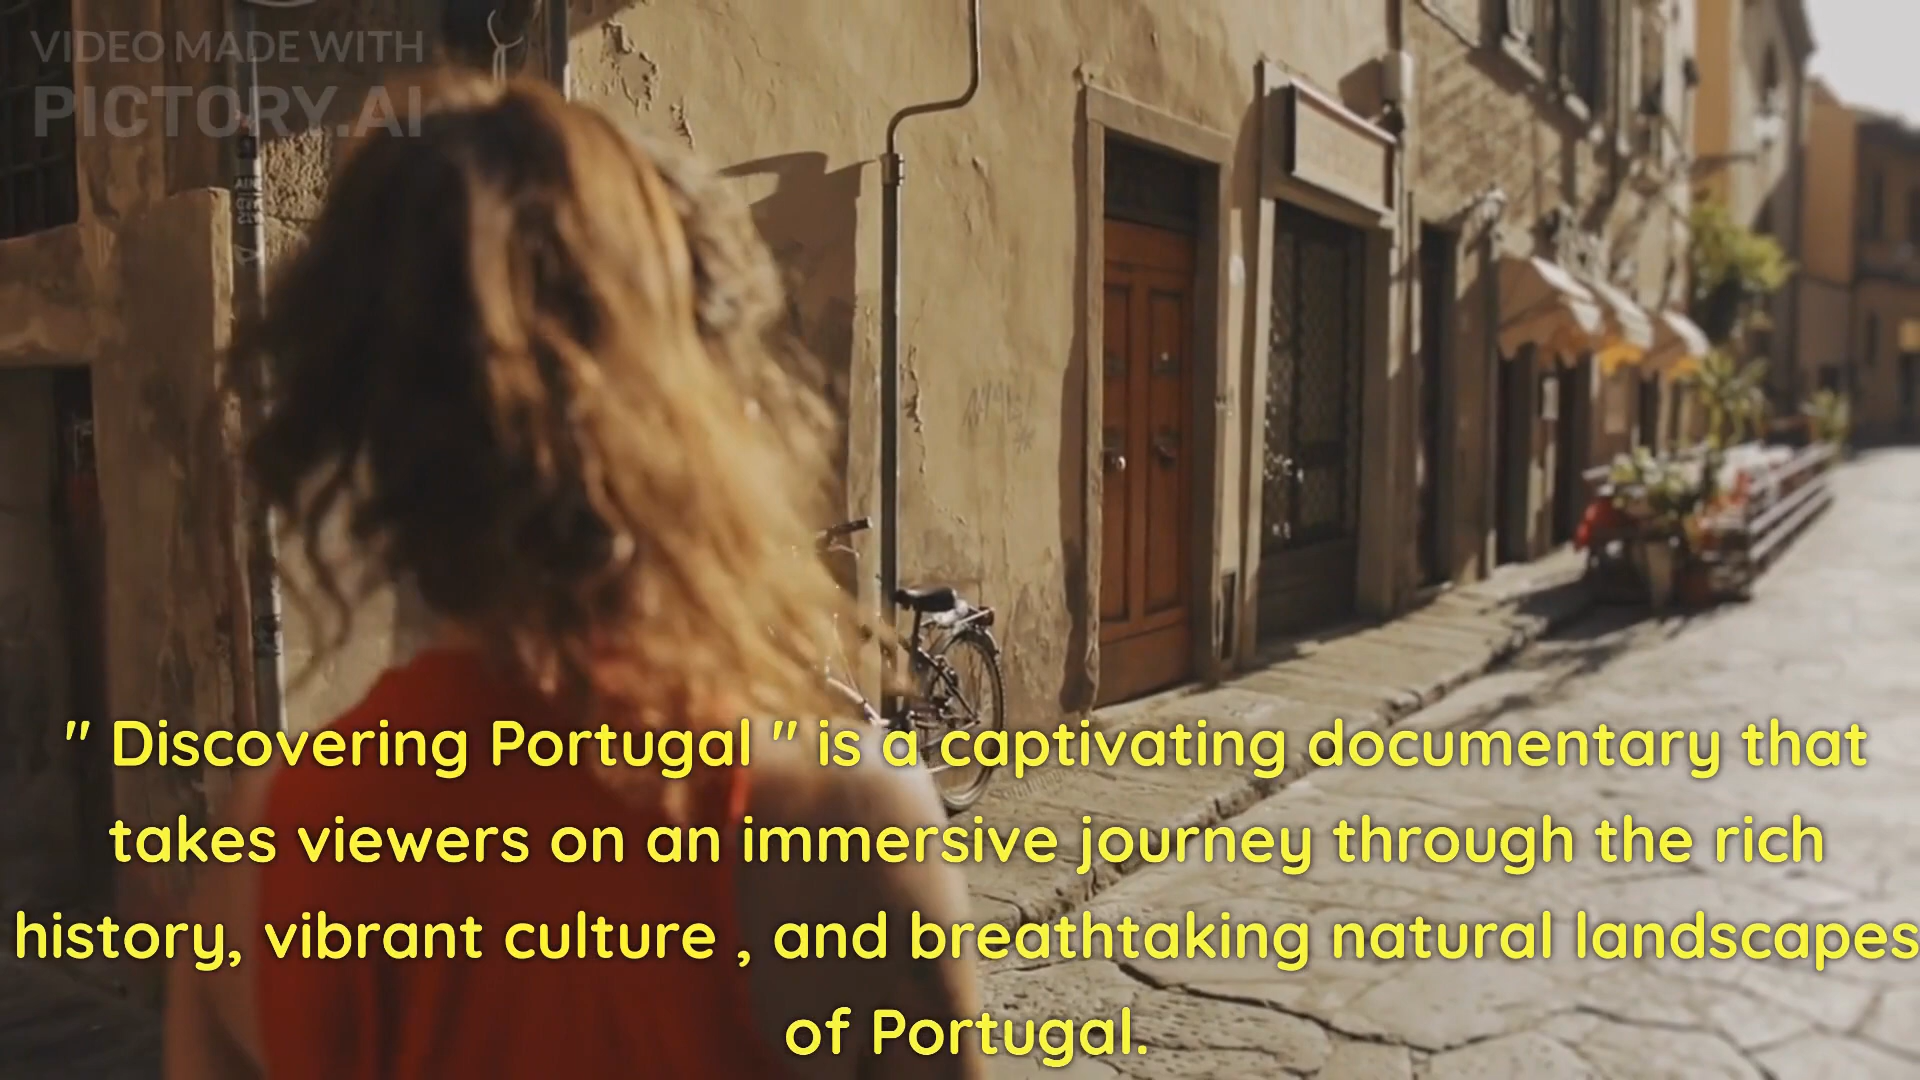 VIDEO MADE WITH
PICTORY.AI
" Discovering Portugal " is a captivating documentary that
takes viewers on an immersive journey through the rich
history, vibrant culture , and breathtaking natural landscapes
of Portugal.